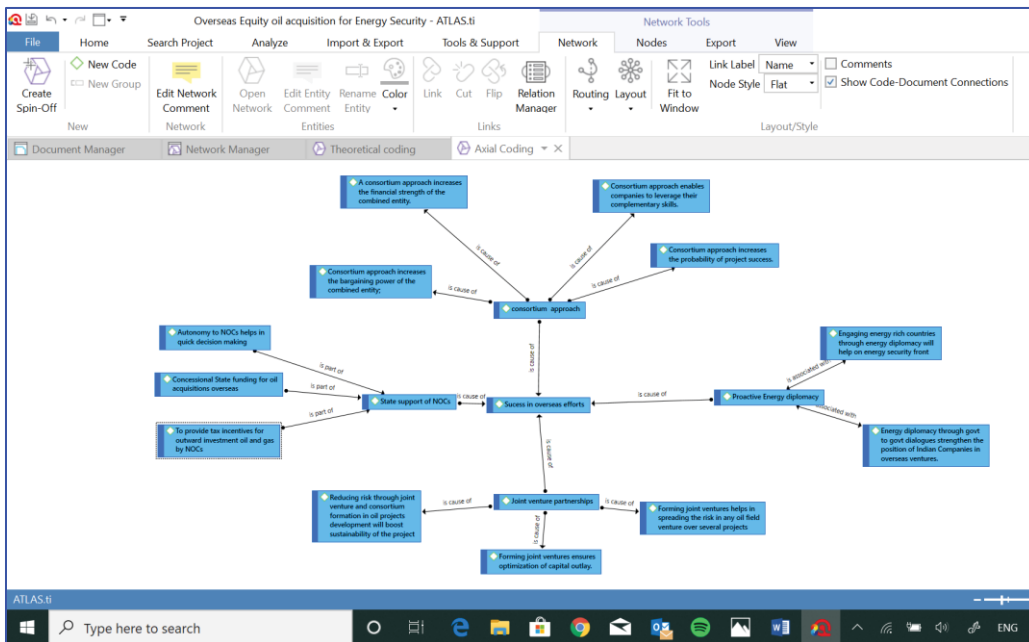 Overseas Equity oil acquisition for Energy Security - ATLAS.ti
Network Tools
File
Home
Search Project
Analyze
Import & Export
Tools & Support
Network
Nodes
Export
View
Create
Spin-Off
New Code
New Group
New
Edit Network
Comment
Network
Open
Network
Edit Entity
Comment
Rename
Entity
Color
Entities
Link
Cut
Flip
Relation
Manager
Links
Routing
Layout
Fit to
Window
Link Label
Name
Node Style
Flat
Comments
Show Code-Document Connections
Layout/Style
Document Manager
Network Manager
Theoretical coding
Axial Coding
A consortium approach increases
the financial strength of the
combined entity.
Consortium approach enables
companies to leverage their
complementary skills.
is cause of
is cause of
Consortium approach increases
the probability of project success.
is cause of
Consortium approach increases
the bargaining power of the
combined entity;
is cause of
consortium approach
is cause of
Autonomy to NOCs helps in
quick decision making
is part of
Concessional State funding for oil
acquisitions overseas
is part of
To provide tax incentives for
outward investment oil and gas
by NOCs
is part of
State support of NOCs
is cause of
Sucess in overseas efforts
is cause of
Proactive Energy diplomacy
Engaging energy rich countries
through energy diplomacy will
help on energy security front
is associated with
associated with
Energy diplomacy through govt
to govt dialogues strengthen the
position of Indian Companies in
overseas ventures.
is cause of
Reducing risk through joint
venture and consortium
formation in oil projects
development will boost
sustainability of the project
is cause of
Joint venture partnerships
is cause of
Forming joint ventures helps in
spreading the risk in any oil field
venture over several projects
is cause of
Forming joint ventures ensures
optimization of capital outlay.
ATLAS.ti
Type here to search
ENG